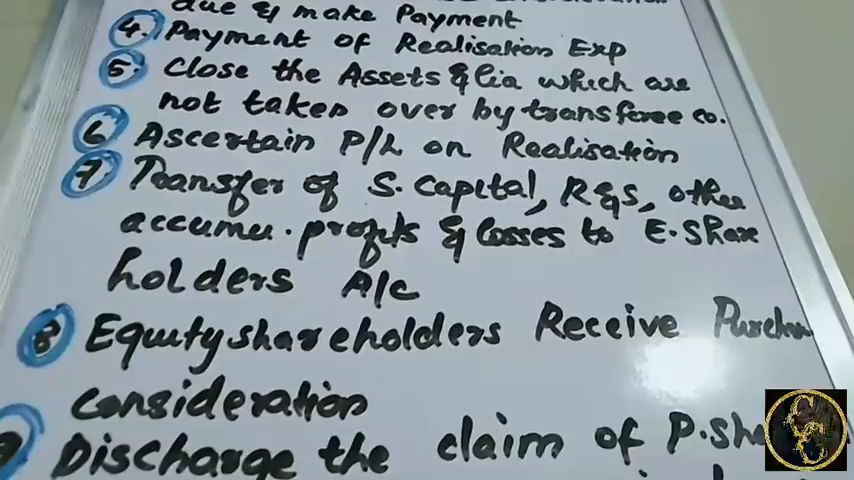 due & make Payment
4. Payment of Realisation Exp
5. Close the Assets & lia which are
not taken over by transferee co.
6 Ascertain P/L on Realisation
7. Transfer of S. Capital, R&S, other
accumu. profits & losses to E. Share
holders A/c
8 Equity shareholders Receive
consideration
Discharge the claim of P.